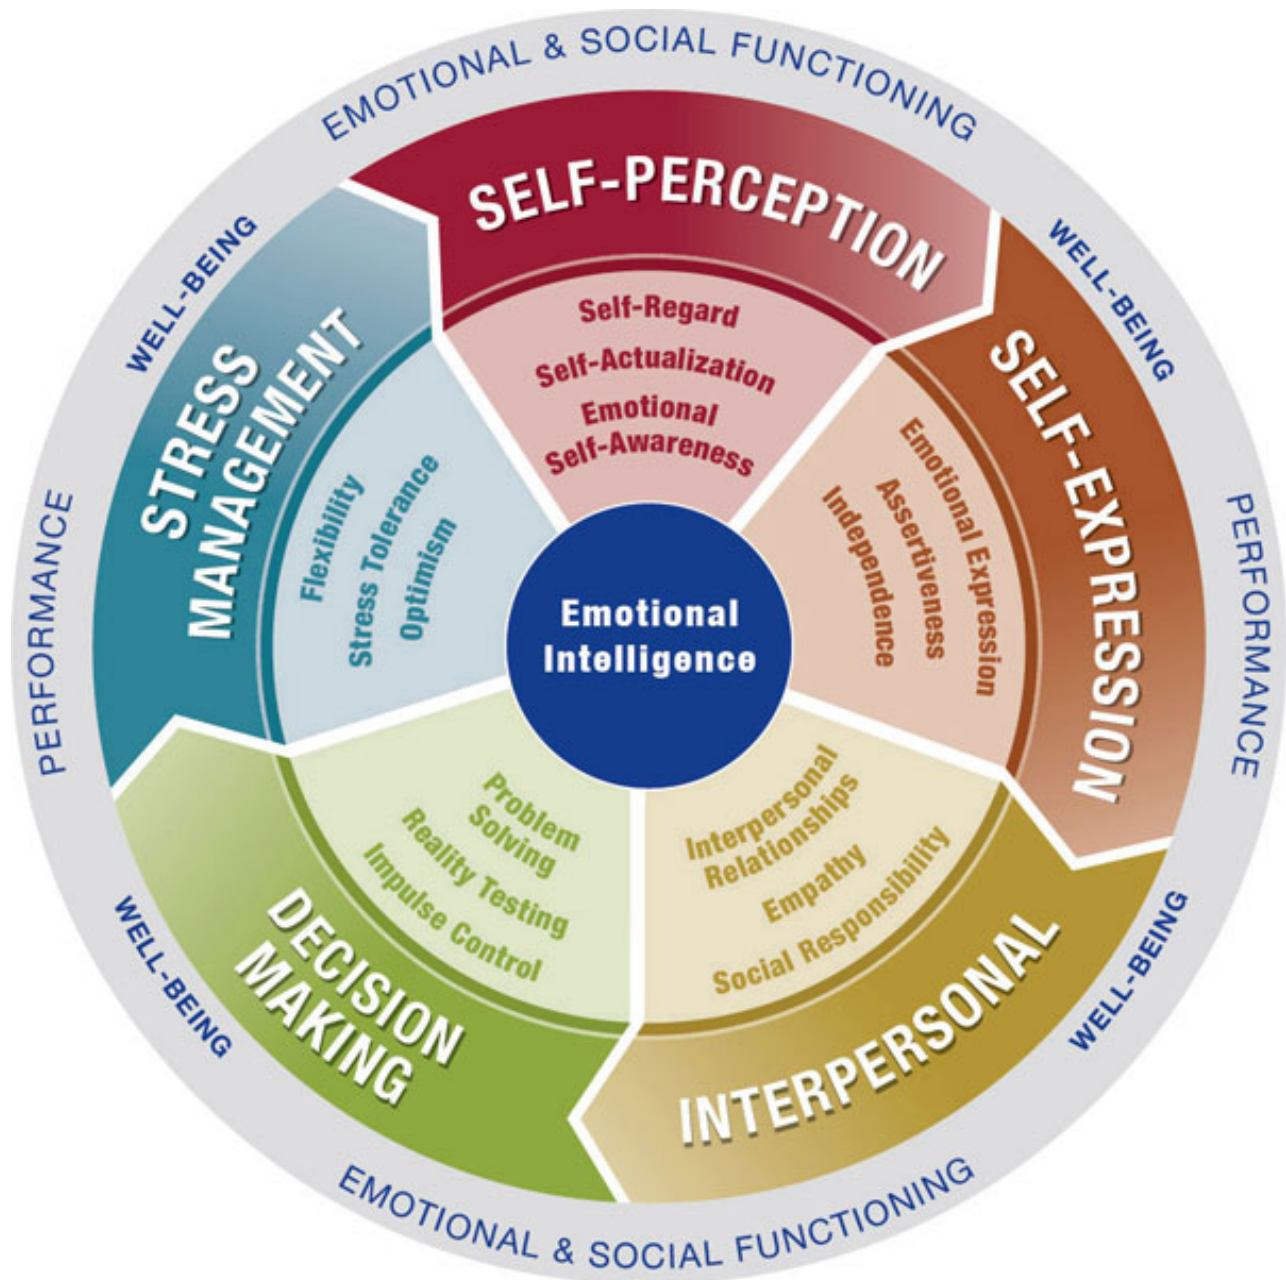 EMOTIONAL & SOCIAL FUNCTIONING
WELL-BEING
WELL-BEING
PERFORMANCE
PERFORMANCE
WELL-BEING
WELL-BEING
EMOTIONAL & SOCIAL FUNCTIONING
SELF-PERCEPTION
Self-Regard
Self-Actualization
Emotional
Self-Awareness
SELF-EXPRESSION
Emotional Expression
Assertiveness
Independence
INTERPERSONAL
Interpersonal
Relationships
Empathy
Social Responsibility
DECISION
MAKING
Problem
Solving
Reality Testing
Impulse Control
STRESS
MANAGEMENT
Flexibility
Stress Tolerance
Optimism
Emotional
Intelligence